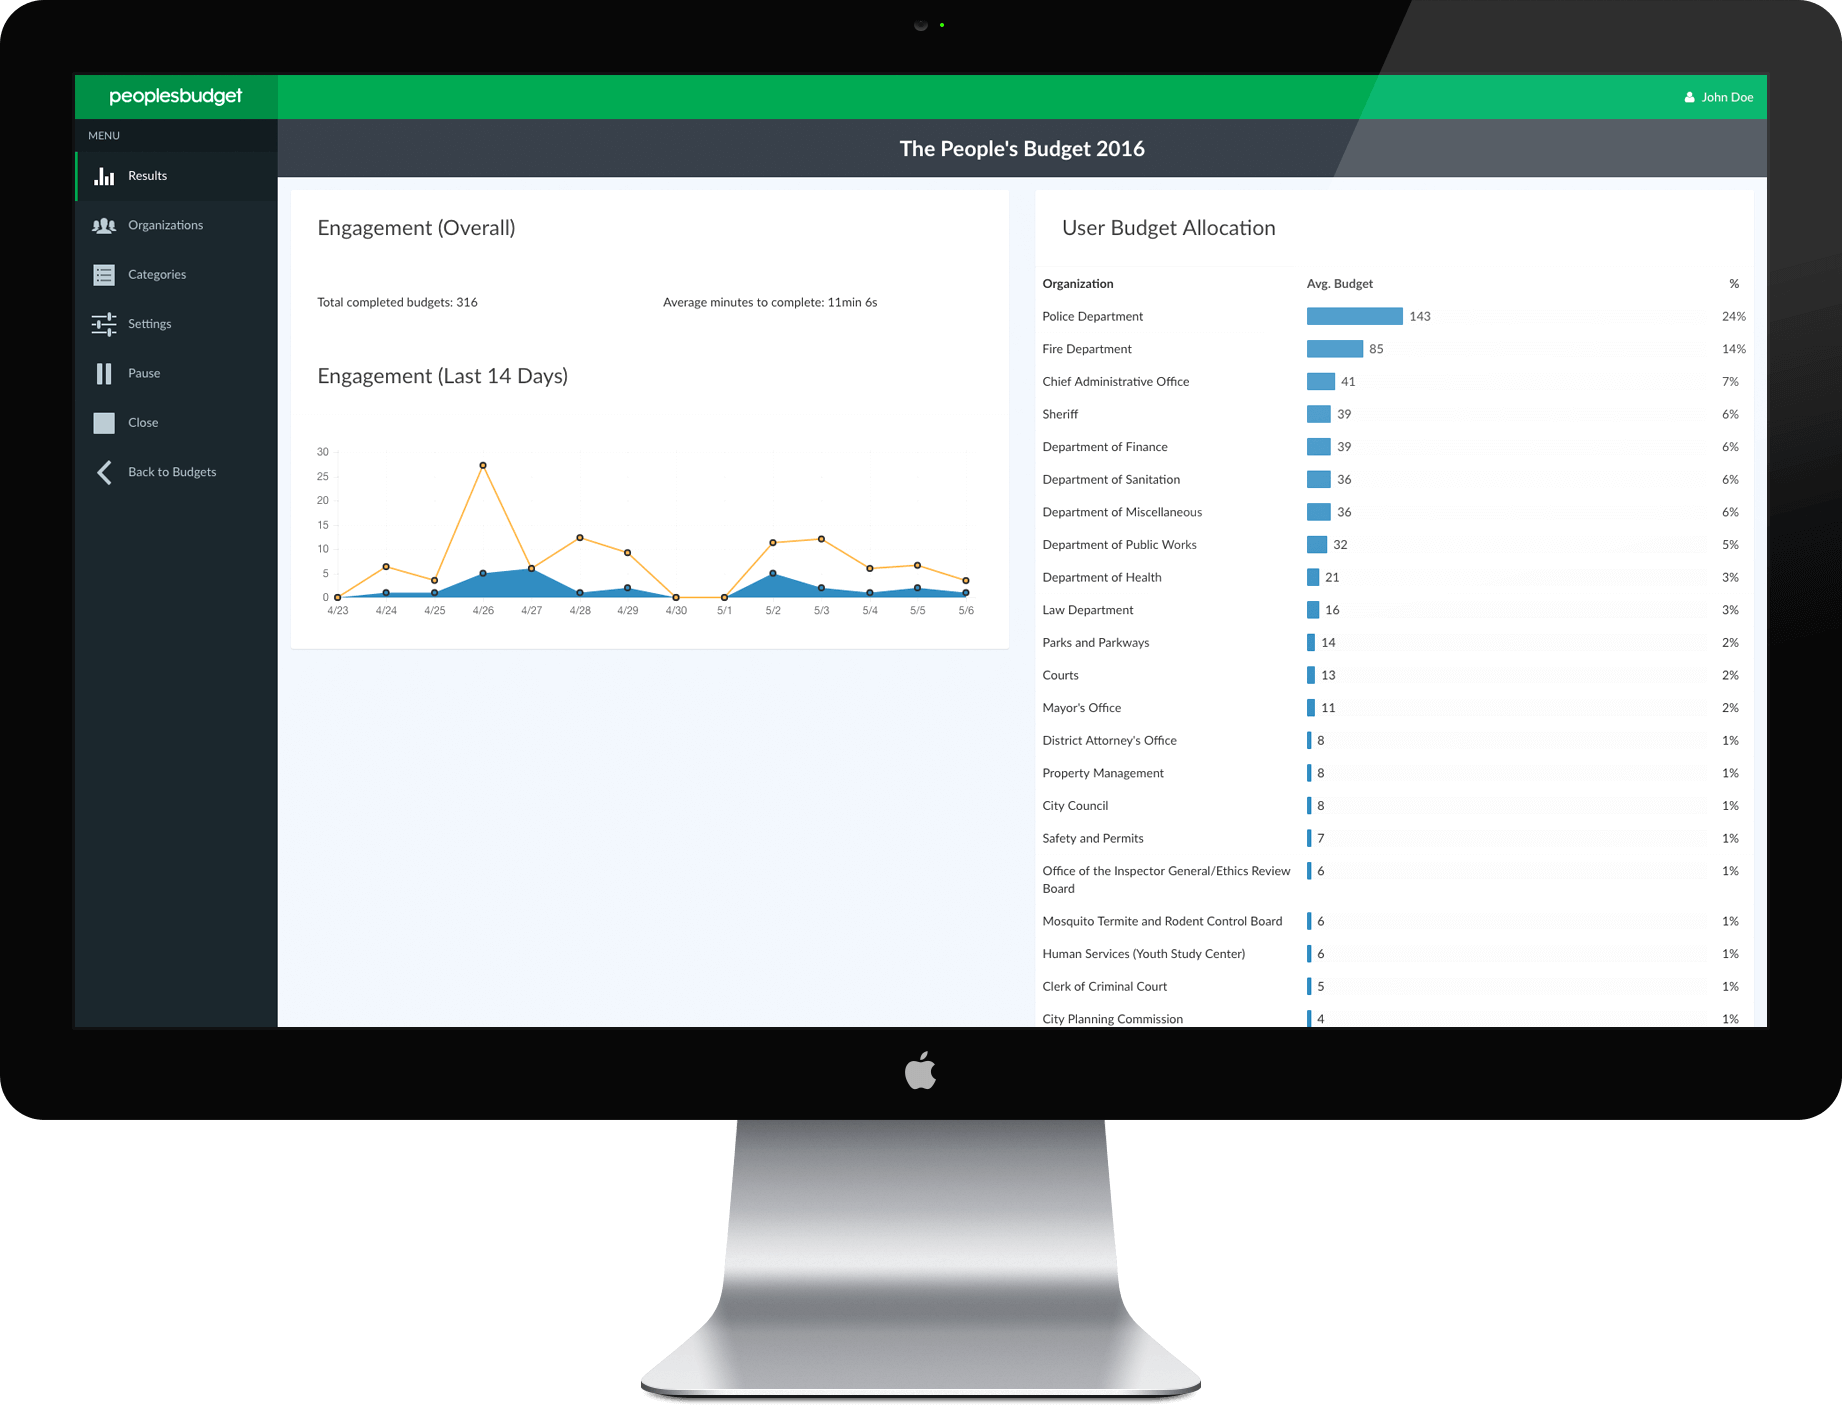 peoplesbudget
John Doe
MENU
The People's Budget 2016
Results
Organizations
Categories
Settings
Pause
Close
Back to Budgets
Engagement (Overall)
Total completed budgets: 316
Average minutes to complete: 11min 6s
Engagement (Last 14 Days)
30
25
20
15
10
5
0
4/23 4/24 4/25 4/26 4/27 4/28 4/29 4/30 5/1 5/2 5/3 5/4 5/5 5/6
User Budget Allocation
Organization Avg. Budget %
Police Department 143 24%
Fire Department 85 14%
Chief Administrative Office 41 7%
Sheriff 39 6%
Department of Finance 39 6%
Department of Sanitation 36 6%
Department of Miscellaneous 36 6%
Department of Public Works 32 5%
Department of Health 21 3%
Law Department 16 3%
Parks and Parkways 14 2%
Courts 13 2%
Mayor's Office 11 2%
District Attorney's Office 8 1%
Property Management 8 1%
City Council 8 1%
Safety and Permits 7 1%
Office of the Inspector General/Ethics Review 6 1%
Board
Mosquito Termite and Rodent Control Board 6 1%
Human Services (Youth Study Center) 6 1%
Clerk of Criminal Court 5 1%
City Planning Commission 4 1%